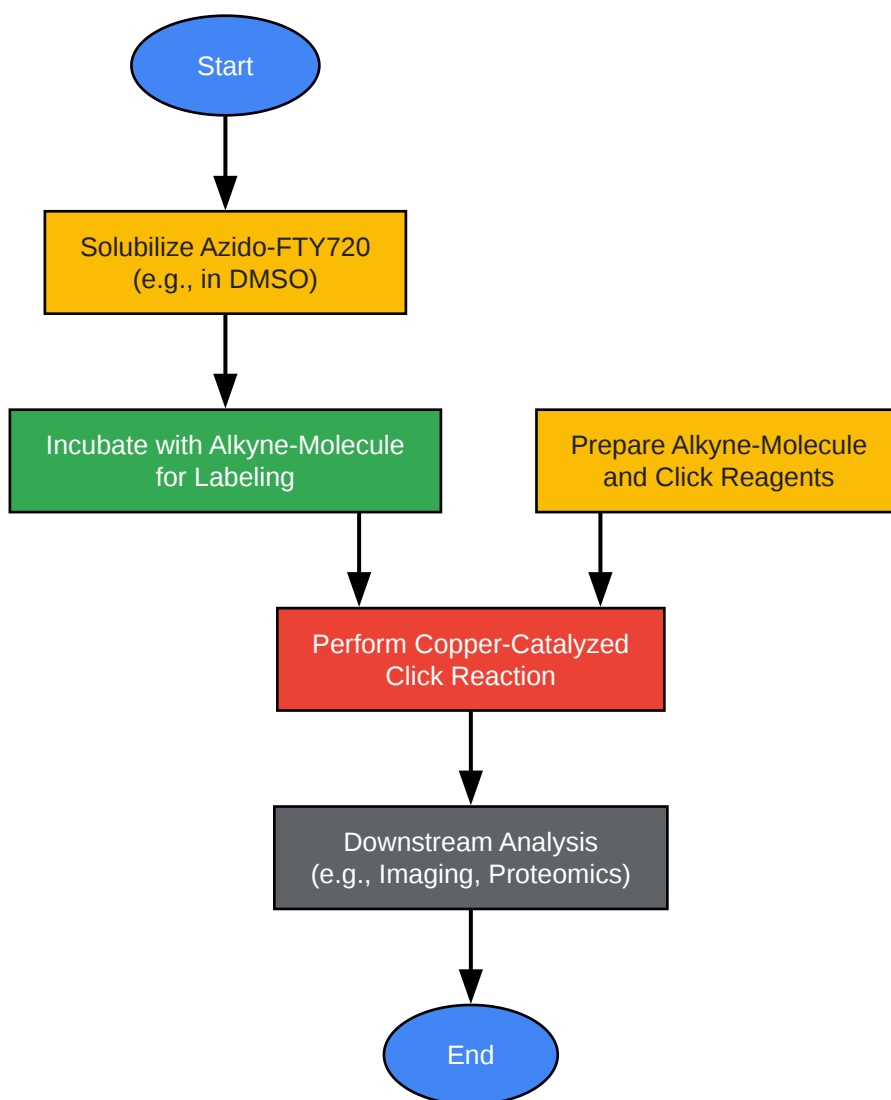 Start
Solubilize Azido-FTY720
(e.g., in DMSO)
Incubate with Alkyne-Molecule
for Labeling
Prepare Alkyne-Molecule
and Click Reagents
Perform Copper-Catalyzed
Click Reaction
Downstream Analysis
(e.g., Imaging, Proteomics)
End